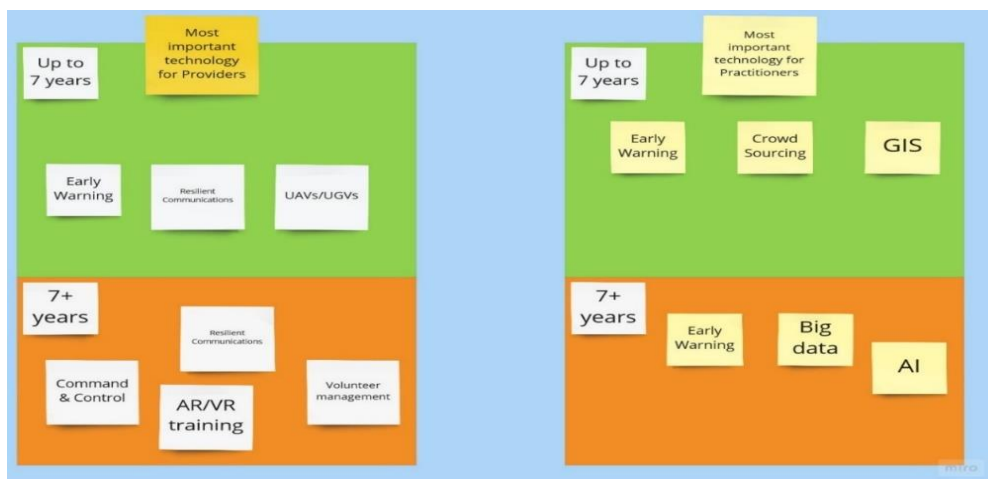 Most
important
technology
for Providers
Up to
7 years
Early
Warning
Resilient
Communications
UAVs/UGVs
7+
years
Resilient
Communications
Command
& Control
AR/VR
training
Volunteer
management
Most
important
technology for
Practitioners
Up to
7 years
Early
Warning
Crowd
Sourcing
GIS
7+
years
Early
Warning
Big
data
AI
miro